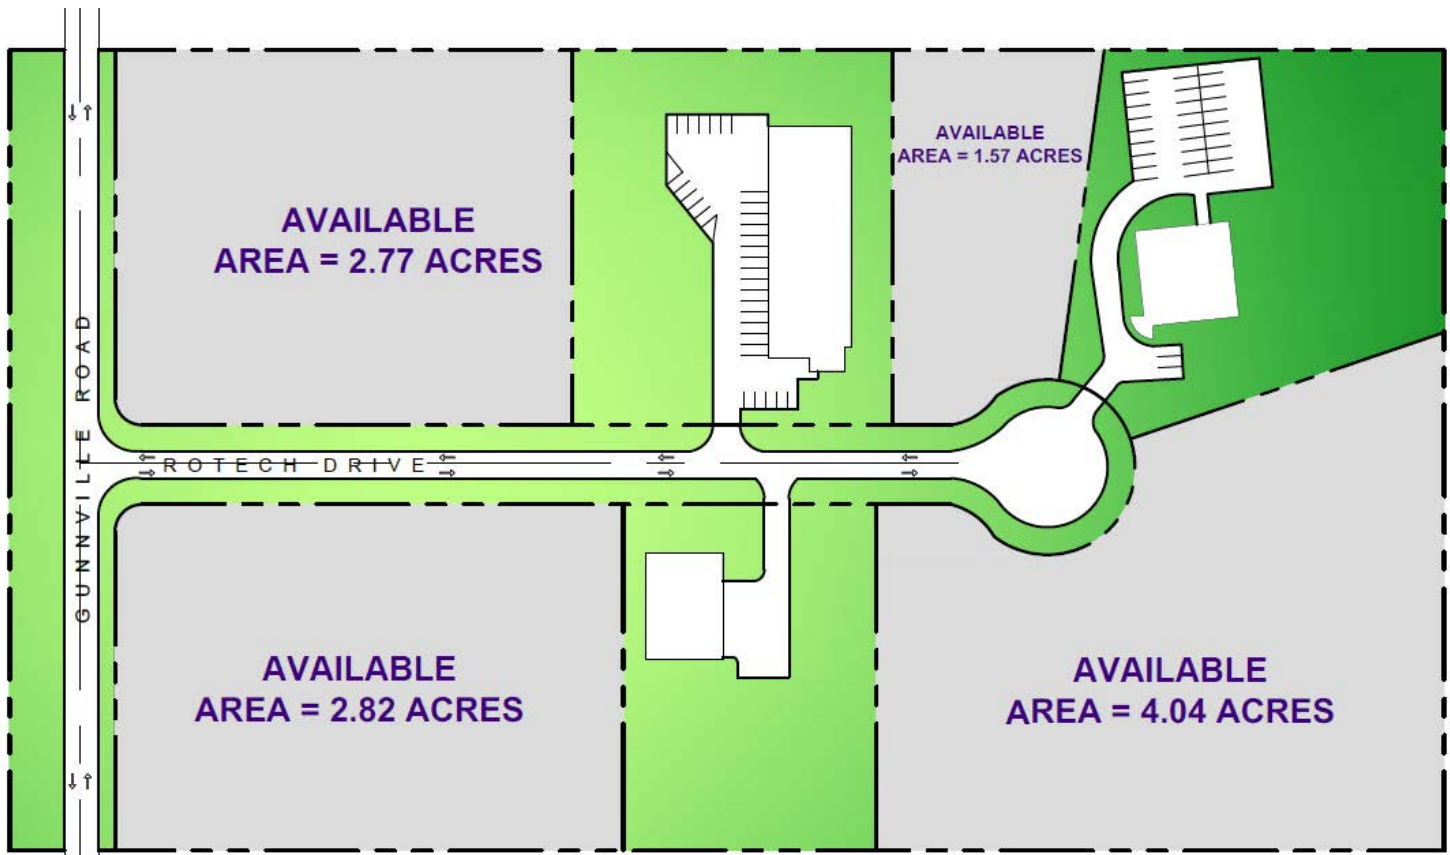 AVAILABLE
AREA = 2.77 ACRES
AVAILABLE
AREA = 1.57 ACRES
GUNNVILLE ROAD
ROTECH DRIVE
AVAILABLE
AREA = 2.82 ACRES
AVAILABLE
AREA = 4.04 ACRES